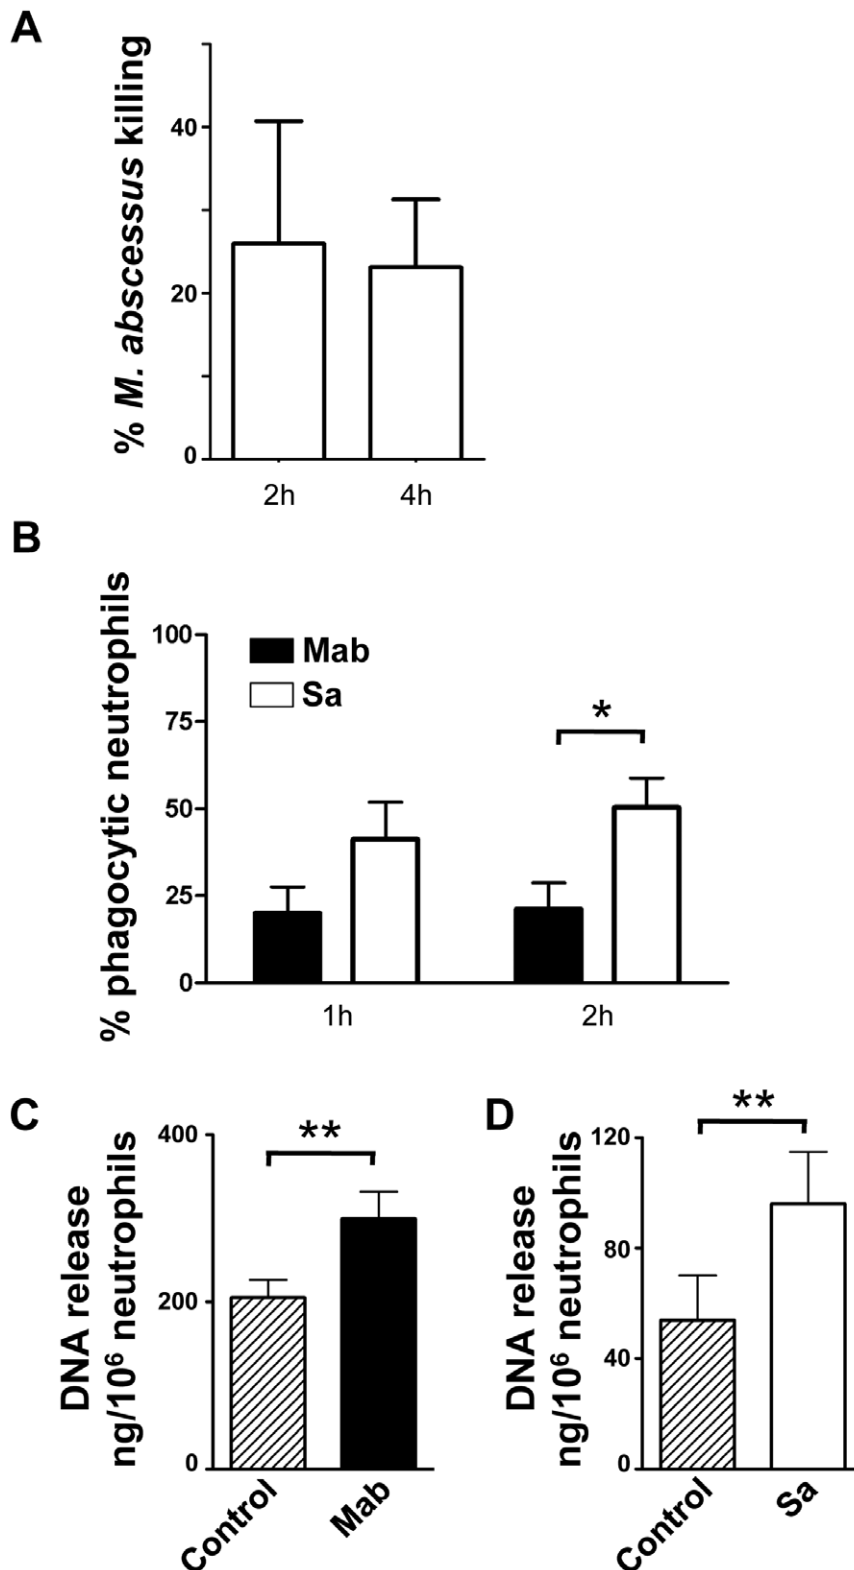 A
% M. abscessus killing
40
20
0
2h
4h
B
% phagocytic neutrophils
100
75
50
25
0
Mab
Sa
*
1h
2h
C
DNA release
ng/10⁶ neutrophils
400
200
0
**
Control
Mab
D
DNA release
ng/10⁶ neutrophils
120
80
40
0
**
Control
Sa